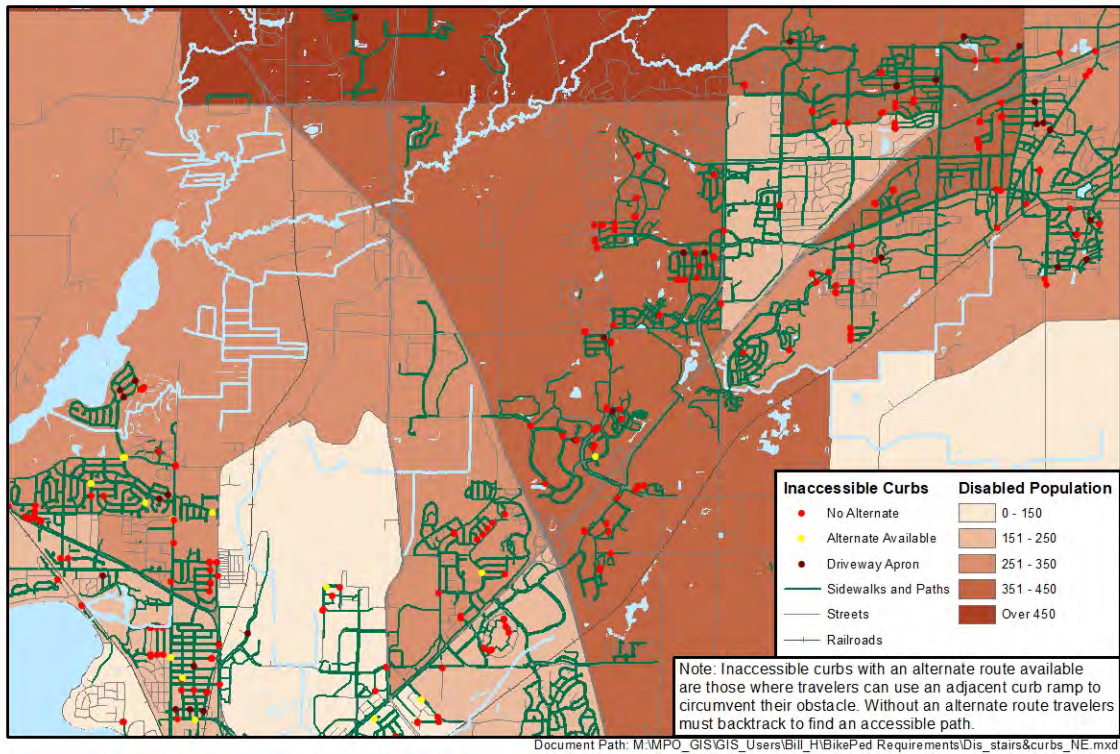 Inaccessible Curbs
No Alternate
Alternate Available
Driveway Apron
Sidewalks and Paths
Streets
Railroads
Disabled Population
0 - 150
151 - 250
251 - 350
351 - 450
Over 450
Note: Inaccessible curbs with an alternate route available
are those where travelers can use an adjacent curb ramp to
circumvent their obstacle. Without an alternate route travelers
must backtrack to find an accessible path.
Document Path: M:\MPO_GIS\GIS_Users\Bill_H\BikePed Requirements\Dis_stairs&curbs_NE.mxd